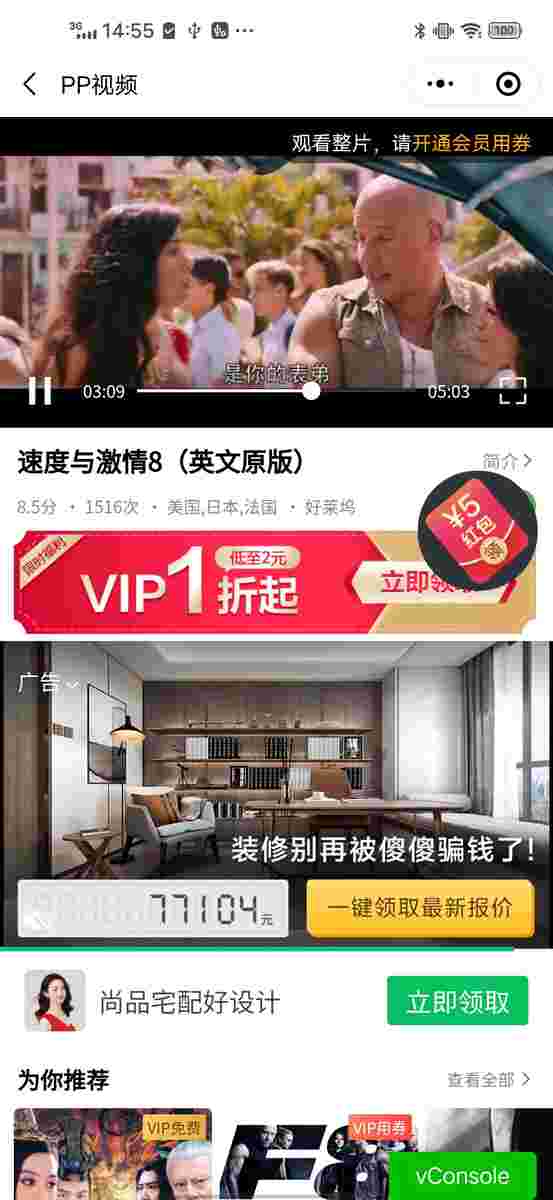 3G 14:55 100
PP视频
观看整片，请开通会员用券
是你的表弟
03:09 05:03
速度与激情8（英文原版）
简介
8.5分 · 1516次 · 美国,日本,法国 · 好莱坞
¥5
红包
领
限时福利
VIP1折起
低至2元
立即领取
广告
装修别再被傻傻骗钱了!
77104元
一键领取最新报价
尚品宅配好设计
立即领取
为你推荐
查看全部
VIP免费
VIP用券
F8
vConsole